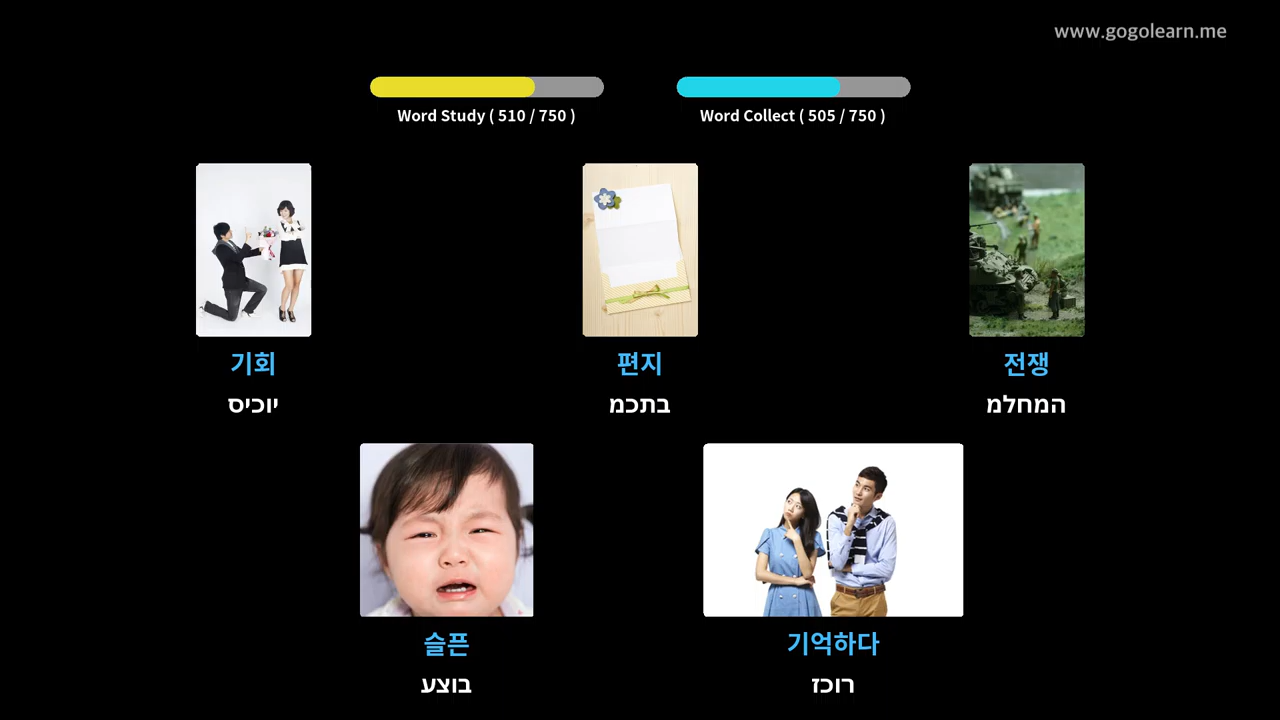 www.gogolearn.me
Word Study ( 510 / 750 )
Word Collect ( 505 / 750 )
기회
יוכיס
편지
בתכמ
전쟁
המחלמ
슬픈
בוצע
기억하다
רוכז